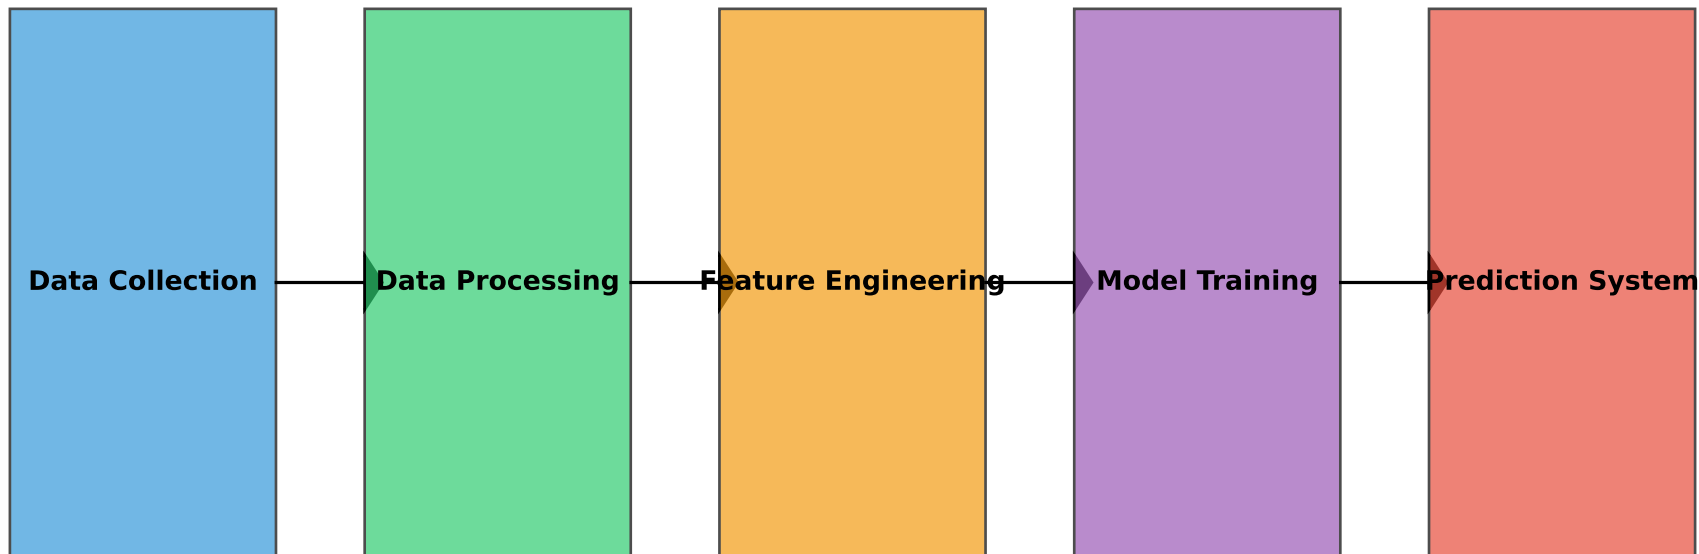 Data Collection
Data Processing
Feature Engineering
Model Training
Prediction System